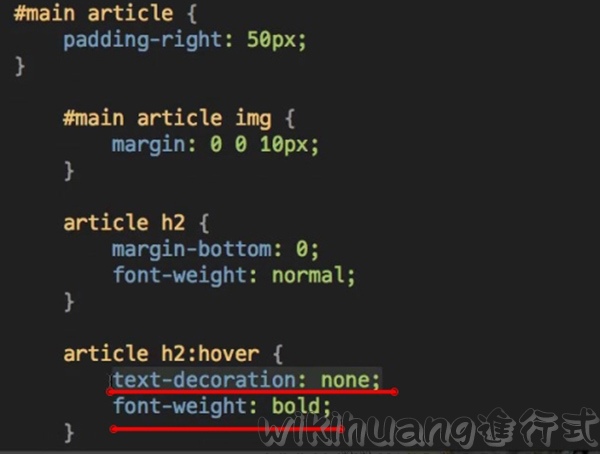 #main article {
padding-right: 50px;
}
#main article img {
margin: 0 0 10px;
}
article h2 {
margin-bottom: 0;
font-weight: normal;
}
article h2:hover {
text-decoration: none;
font-weight: bold;
}
wikihuang進行式